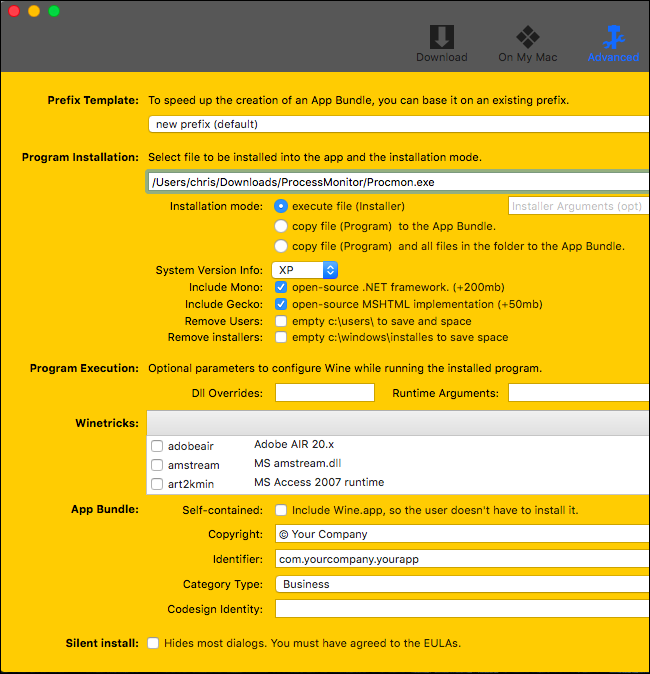 Download On My Mac Advanced
Prefix Template: To speed up the creation of an App Bundle, you can base it on an existing prefix.
new prefix (default)
Program Installation: Select file to be installed into the app and the installation mode.
/Users/chris/Downloads/ProcessMonitor/Procmon.exe
Installation mode: execute file (Installer) Installer Arguments (opt)
copy file (Program) to the App Bundle.
copy file (Program) and all files in the folder to the App Bundle.
System Version Info: XP
Include Mono: open-source .NET framework. (+200mb)
Include Gecko: open-source MSHTML implementation (+50mb)
Remove Users: empty c:\users\ to save and space
Remove installers: empty c:\windows\installes to save space
Program Execution: Optional parameters to configure Wine while running the installed program.
Dll Overrides: Runtime Arguments:
Winetricks:
adobeair Adobe AIR 20.x
amstream MS amstream.dll
art2kmin MS Access 2007 runtime
App Bundle: Self-contained: Include Wine.app, so the user doesn't have to install it.
Copyright: © Your Company
Identifier: com.yourcompany.yourapp
Category Type: Business
Codesign Identity:
Silent install: Hides most dialogs. You must have agreed to the EULAs.